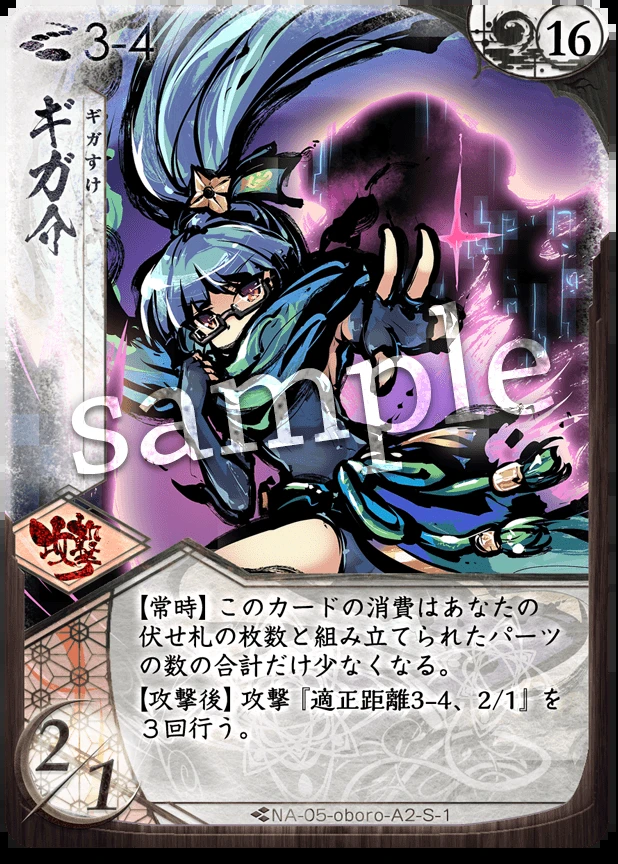 3-4
16
ギガ介
ギガすけ
sample
攻撃
【常時】このカードの消費はあなたの
伏せ札の枚数と組み立てられたパーツ
の数の合計だけ少なくなる。
【攻撃後】攻撃『適正距離3-4、2/1』を
３回行う。
2/1
NA-05-oboro-A2-S-1